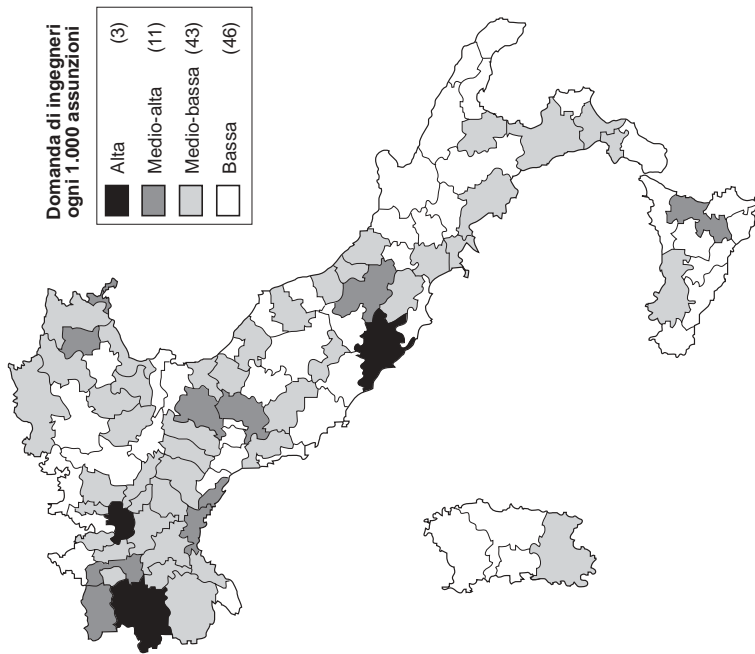 Domanda di ingegneri
ogni 1.000 assunzioni
Alta (3)
Medio-alta (11)
Medio-bassa (43)
Bassa (46)